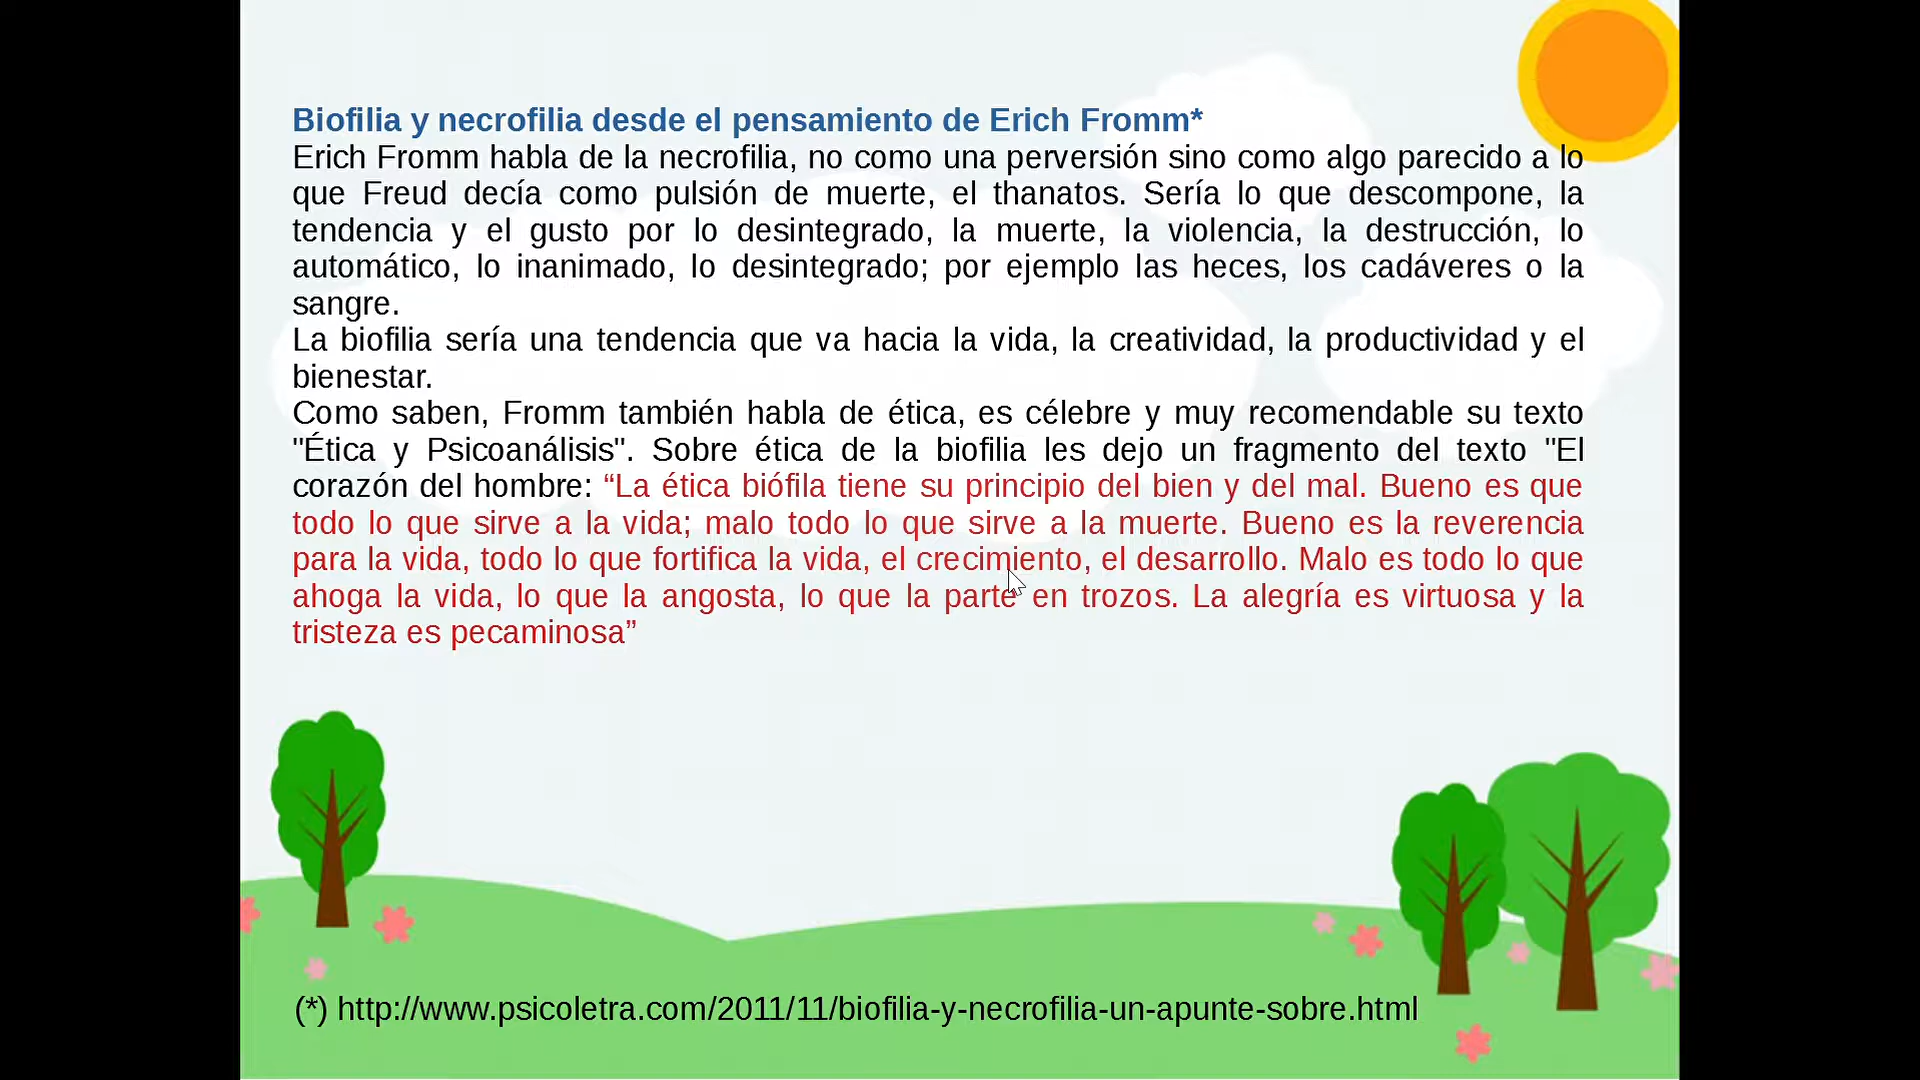 Biofilia y necrofilia desde el pensamiento de Erich Fromm*
Erich Fromm habla de la necrofilia, no como una perversión sino como algo parecido a lo
que Freud decía como pulsión de muerte, el thanatos. Sería lo que descompone, la
tendencia y el gusto por lo desintegrado, la muerte, la violencia, la destrucción, lo
automático, lo inanimado, lo desintegrado; por ejemplo las heces, los cadáveres o la
sangre.
La biofilia sería una tendencia que va hacia la vida, la creatividad, la productividad y el
bienestar.
Como saben, Fromm también habla de ética, es célebre y muy recomendable su texto
"Ética y Psicoanálisis". Sobre ética de la biofilia les dejo un fragmento del texto "El
corazón del hombre: “La ética biófila tiene su principio del bien y del mal. Bueno es que
todo lo que sirve a la vida; malo todo lo que sirve a la muerte. Bueno es la reverencia
para la vida, todo lo que fortifica la vida, el crecimiento, el desarrollo. Malo es todo lo que
ahoga la vida, lo que la angosta, lo que la parte en trozos. La alegría es virtuosa y la
tristeza es pecaminosa”
(*) http://www.psicoletra.com/2011/11/biofilia-y-necrofilia-un-apunte-sobre.html